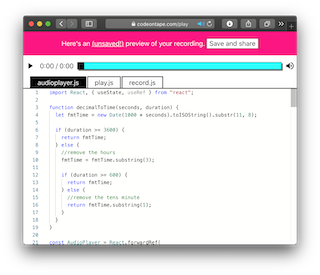 codeontape.com/play
Here's an (unsaved!) preview of your recording. Save and share
0:00 / 0:00
audioplayer.js play.js record.js
1 import React, { useState, useRef } from "react";
2
3 function decimalToTime(seconds, duration) {
4 let fmtTime = new Date(1000 * seconds).toISOString().substr(11, 8);
5
6 if (duration >= 3600) {
7 return fmtTime;
8 } else {
9 //remove the hours
10 fmtTime = fmtTime.substring(3);
11
12 if (duration >= 600) {
13 return fmtTime;
14 } else {
15 //remove the tens minute
16 return fmtTime.substring(1);
17 }
18 }
19 }
20
21 const AudioPlayer = React.forwardRef(